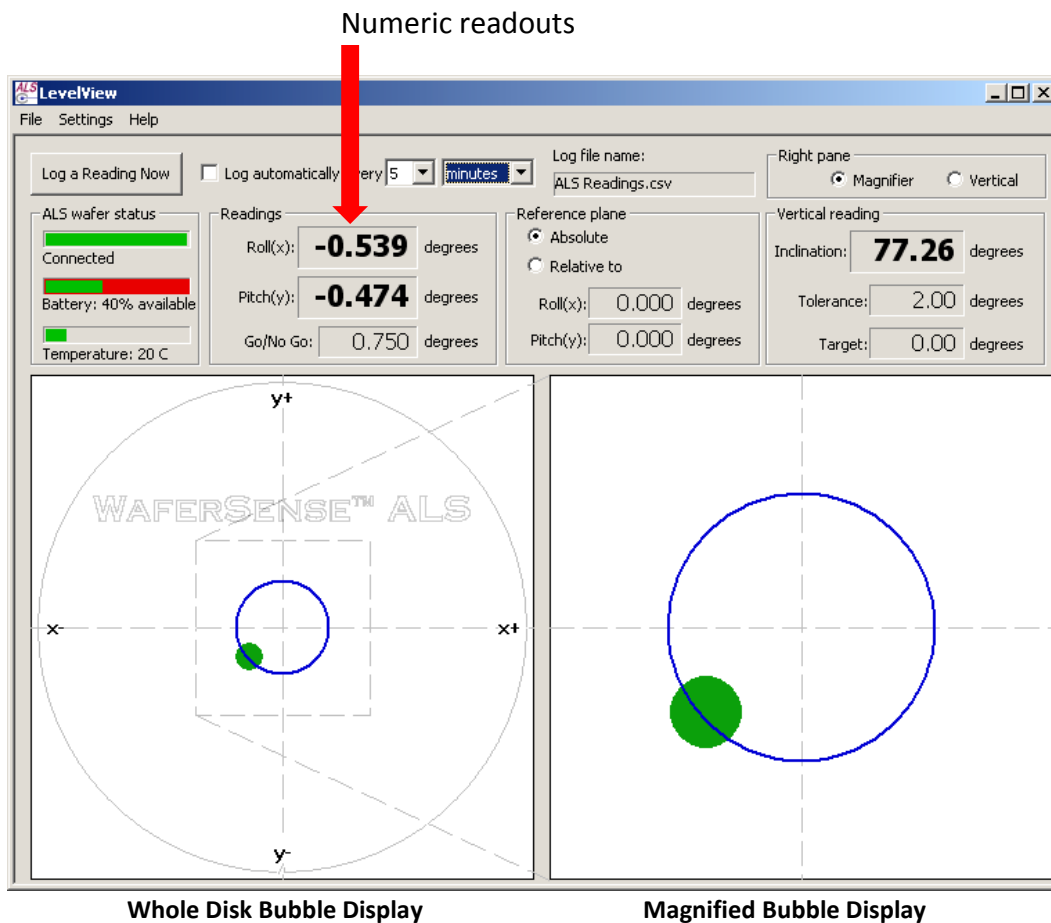 Numeric readouts
ALS LevelView
File Settings Help
Log a Reading Now
Log automatically every 5 minutes
Log file name:
ALS Readings.csv
Right pane
Magnifier Vertical
ALS wafer status
Connected
Battery: 40% available
Temperature: 20 C
Readings
Roll(x): -0.539 degrees
Pitch(y): -0.474 degrees
Go/No Go: 0.750 degrees
Reference plane
Absolute
Relative to
Roll(x): 0.000 degrees
Pitch(y): 0.000 degrees
Vertical reading
Inclination: 77.26 degrees
Tolerance: 2.00 degrees
Target: 0.00 degrees
y+
WAFERSENSE™ ALS
x- x+
y-
Whole Disk Bubble Display
Magnified Bubble Display